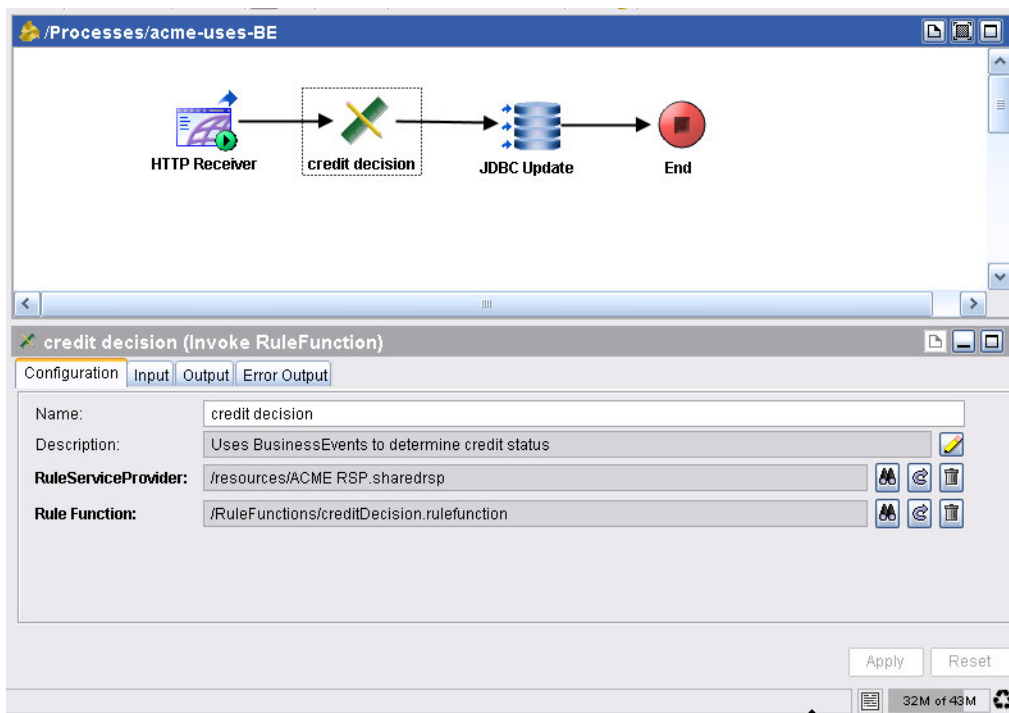 /Processes/acme-uses-BE
HTTP Receiver
credit decision
JDBC Update
End
credit decision (Invoke RuleFunction)
Configuration Input Output Error Output
Name: credit decision
Description: Uses BusinessEvents to determine credit status
RuleServiceProvider: /resources/ACME RSP.sharedrsp
Rule Function: /RuleFunctions/creditDecision.rulefunction
Apply Reset
32M of 43M